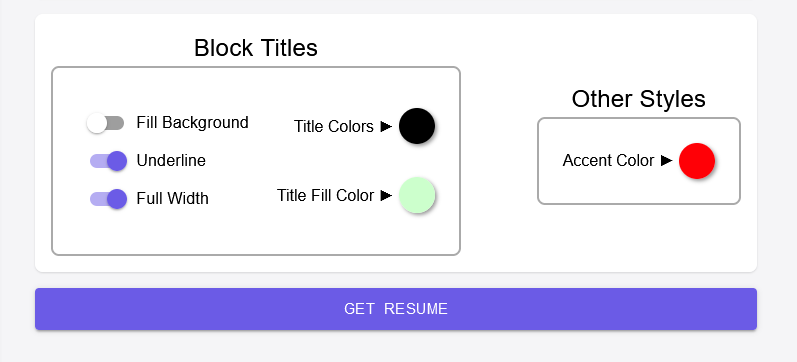 Block Titles
Fill Background
Underline
Full Width
Title Colors
Title Fill Color
Other Styles
Accent Color
GET RESUME